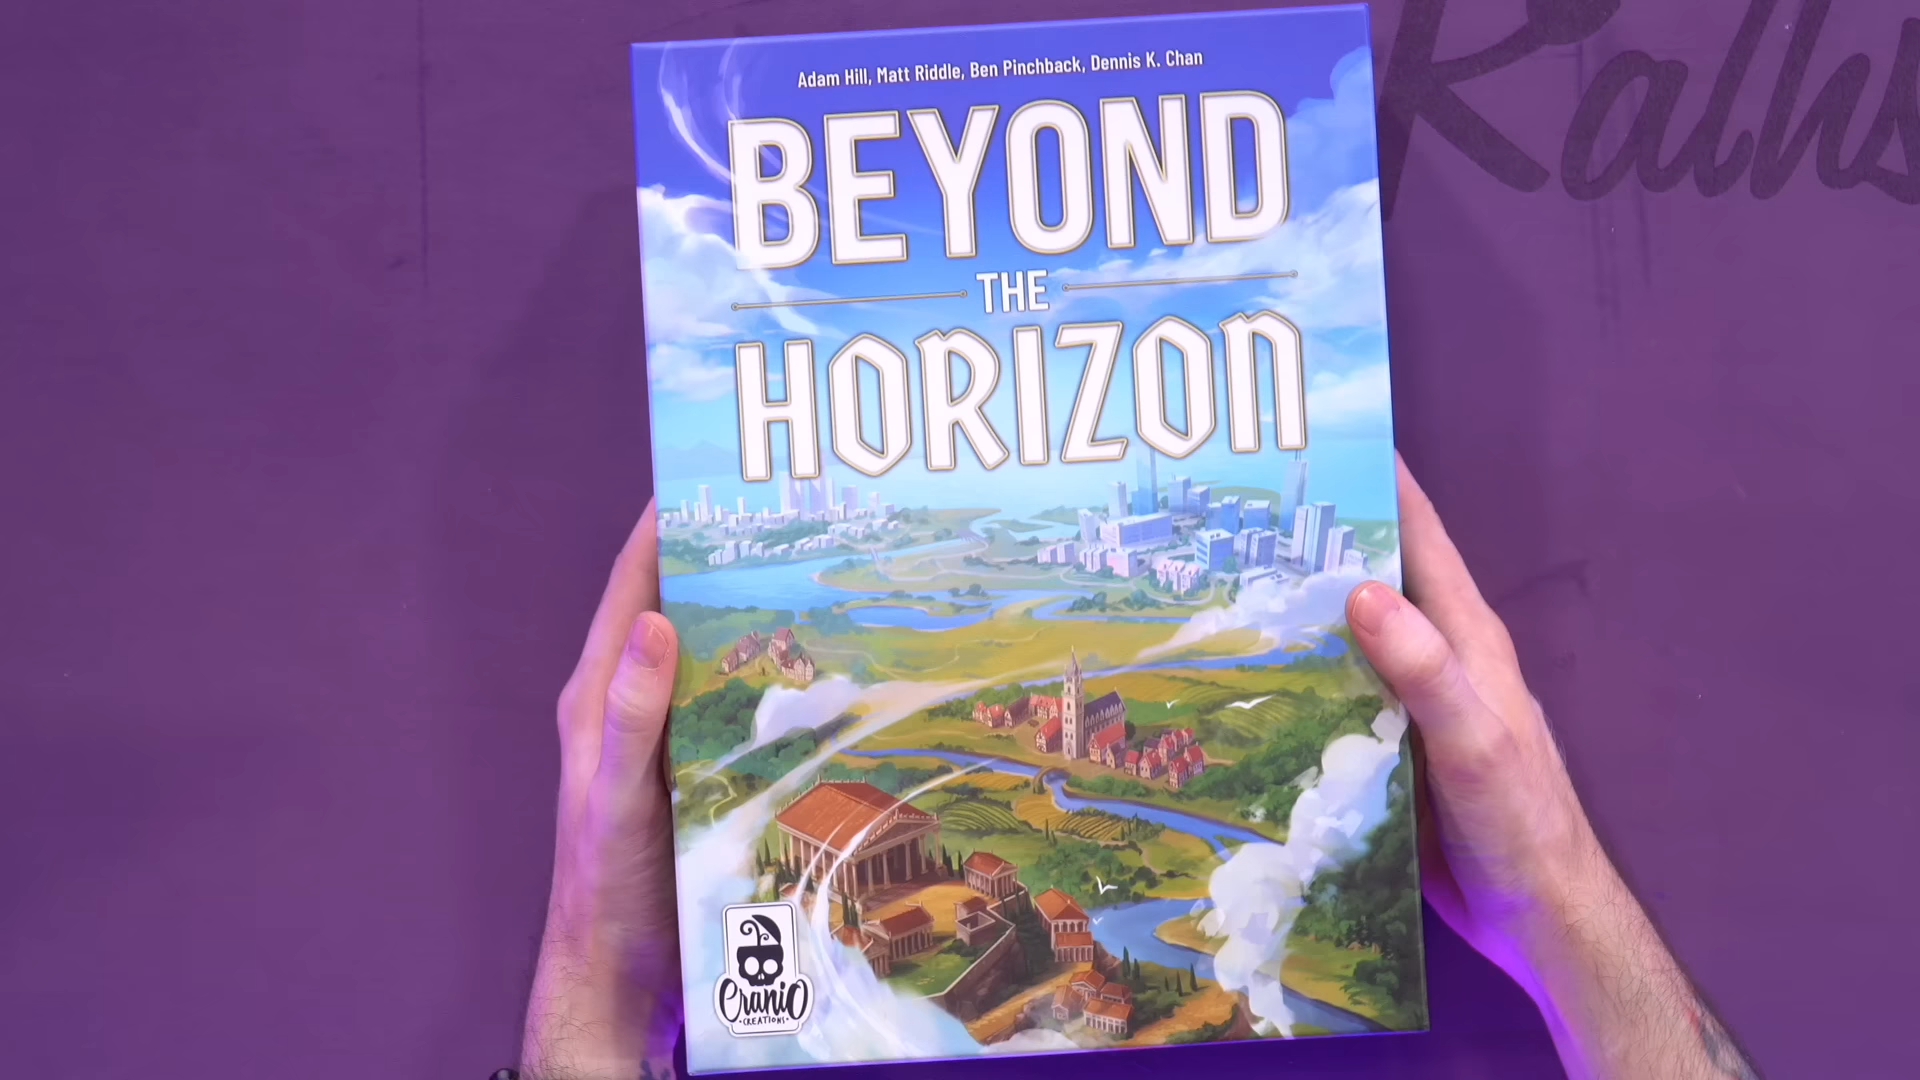 Adam Hill, Matt Riddle, Ben Pinchback, Dennis K. Chan
BEYOND
THE
HORIZON
Cranio
CREATIONS